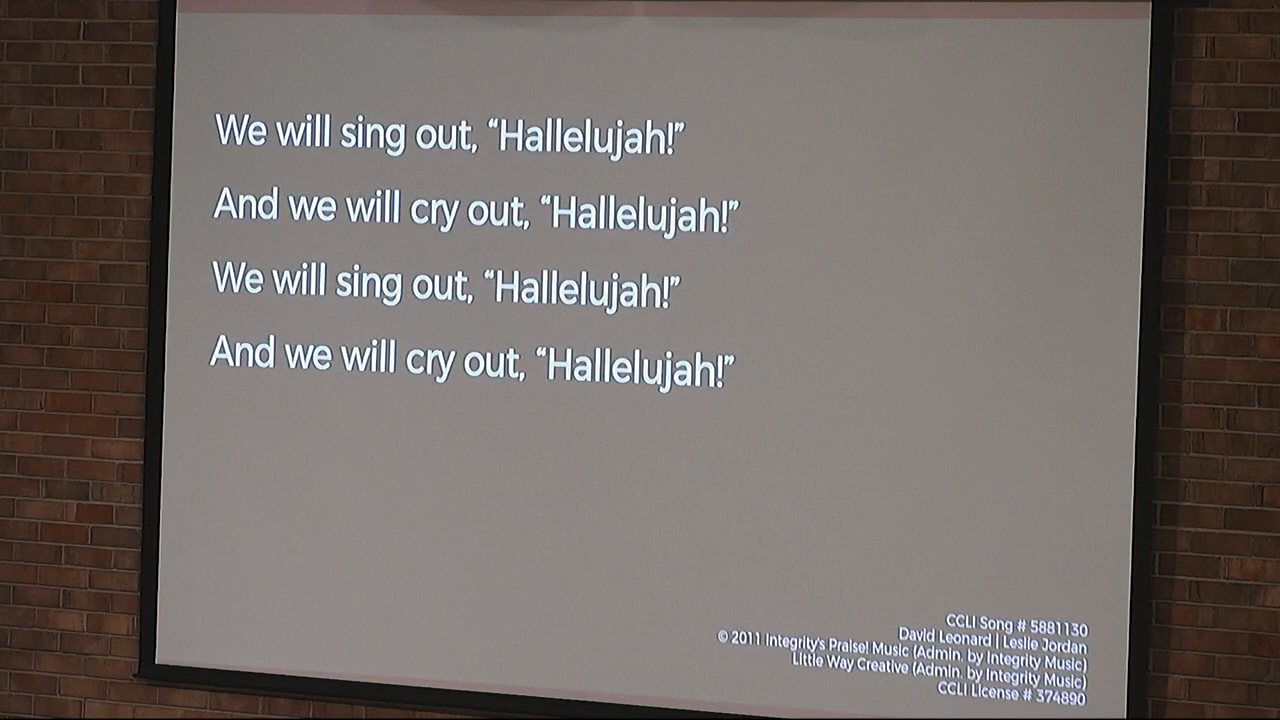 We will sing out, “Hallelujah!”
And we will cry out, “Hallelujah!”
We will sing out, “Hallelujah!”
And we will cry out, “Hallelujah!”
CCLI Song # 5881130
David Leonard | Leslie Jordan
© 2011 Integrity's Praise! Music (Admin. by Integrity Music)
Little Way Creative (Admin. by Integrity Music)
CCLI License # 374890